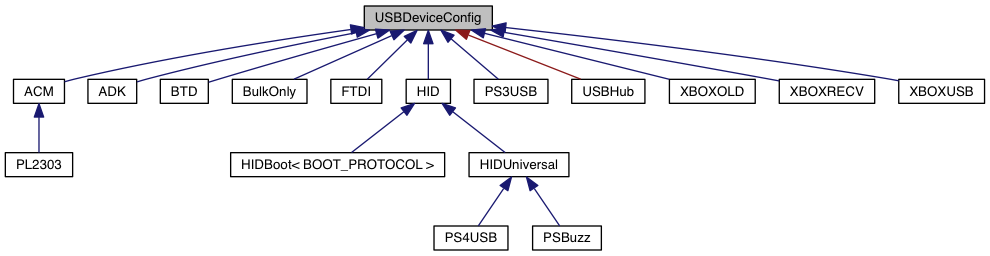 USBDeviceConfig
ACM
ADK
BTD
BulkOnly
FTDI
HID
PS3USB
USBHub
XBOXOLD
XBOXRECV
XBOXUSB
PL2303
HIDBoot< BOOT_PROTOCOL >
HIDUniversal
PS4USB
PSBuzz